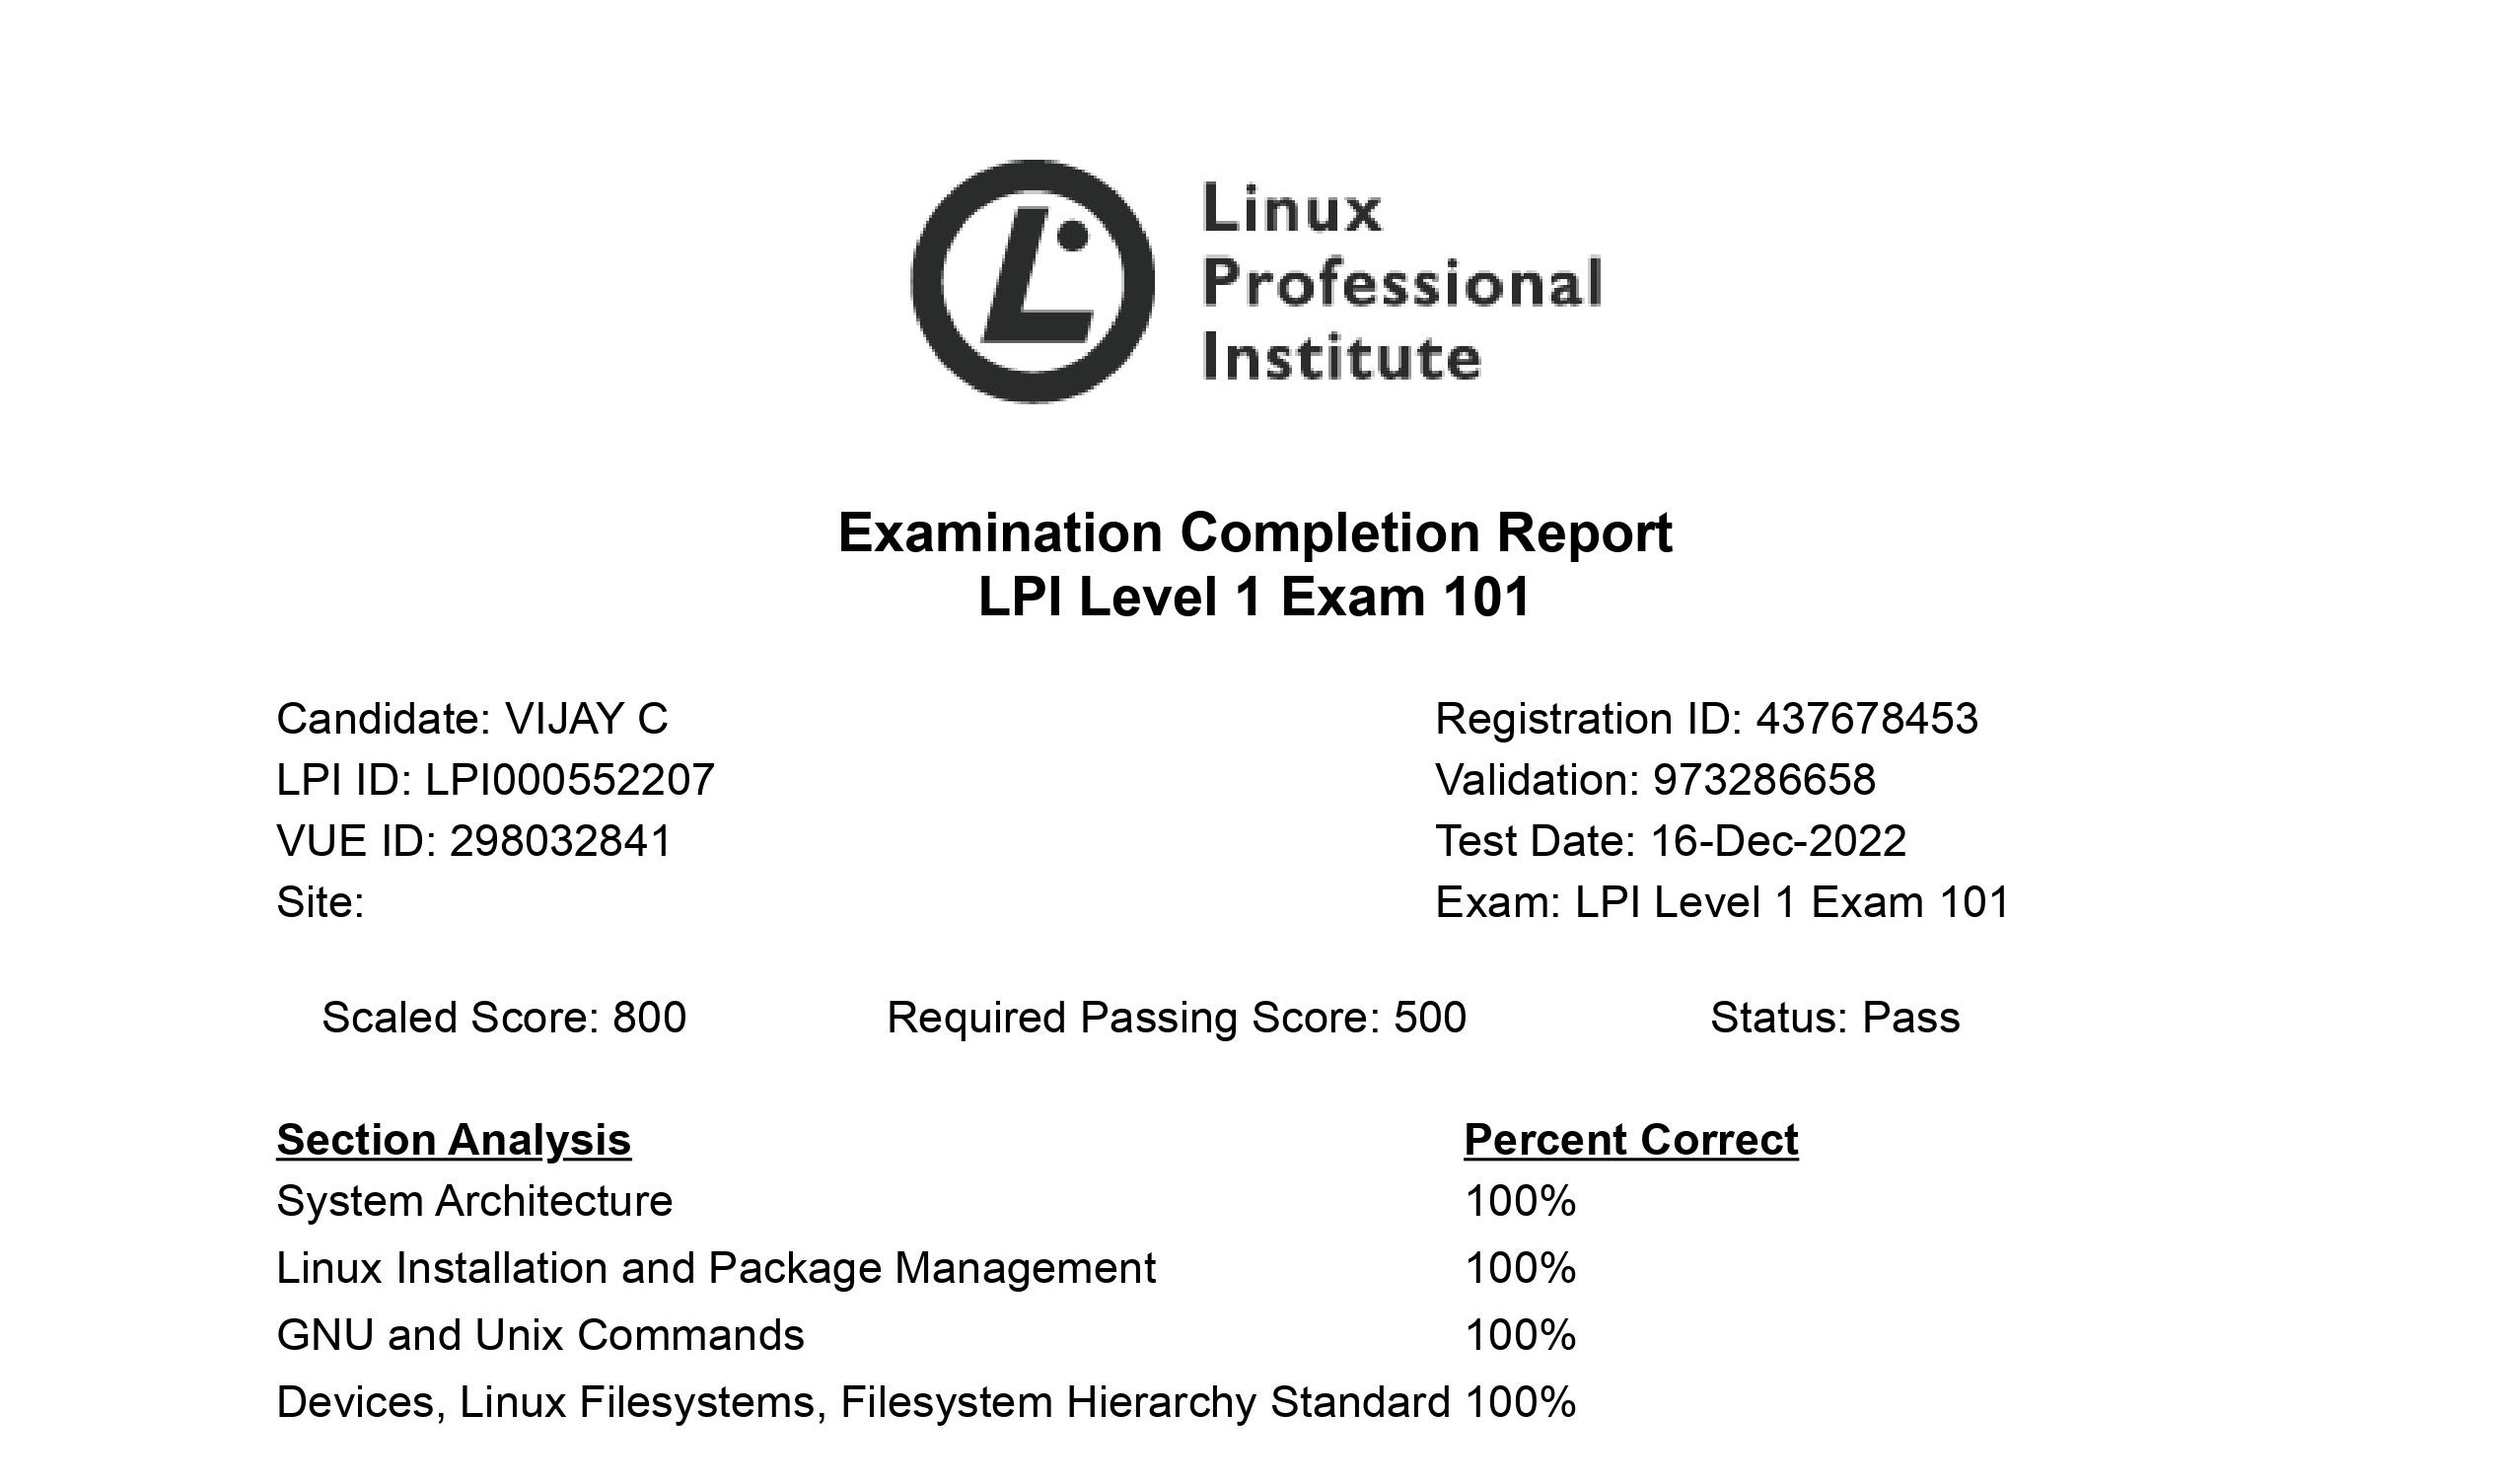 Linux
Professional
Institute
Examination Completion Report
LPI Level 1 Exam 101
Candidate: VIJAY C
Registration ID: 437678453
LPI ID: LPI000552207
Validation: 973286658
VUE ID: 298032841
Test Date: 16-Dec-2022
Site:
Exam: LPI Level 1 Exam 101
Scaled Score: 800 Required Passing Score: 500 Status: Pass
Section Analysis Percent Correct
System Architecture 100%
Linux Installation and Package Management 100%
GNU and Unix Commands 100%
Devices, Linux Filesystems, Filesystem Hierarchy Standard 100%